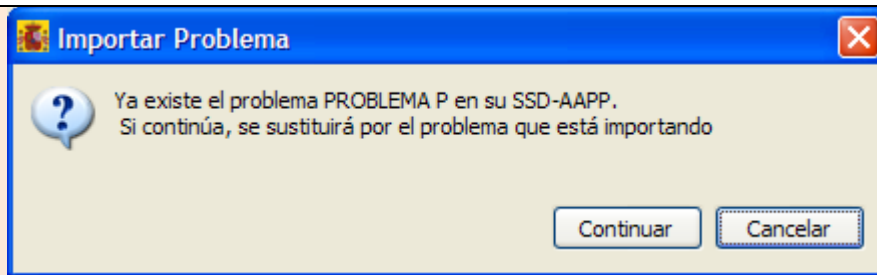 Importar Problema
Ya existe el problema PROBLEMA P en su SSD-AAPP.
Si continúa, se sustituirá por el problema que está importando
Continuar Cancelar